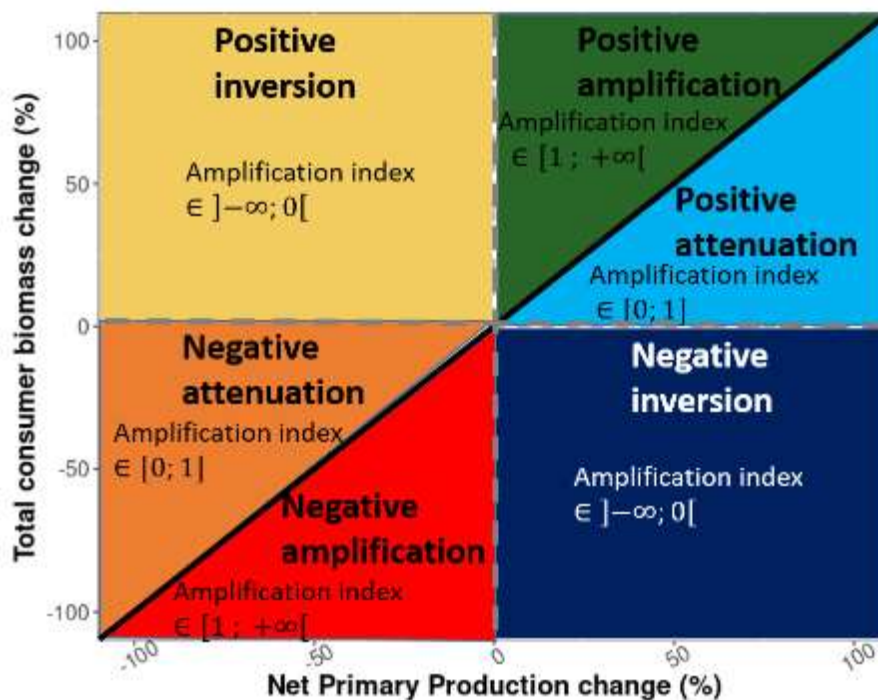 Total consumer biomass change (%)
100
50
0
-50
-100
Positive
inversion
Amplification index
∈ ]−∞; 0[
Positive
amplification
Amplification index
∈ [1 ; +∞[
Positive
attenuation
Amplification index
∈ [0; 1]
Negative
attenuation
Amplification index
∈ [0; 1]
Negative
amplification
Amplification index
∈ [1 ; +∞[
Negative
inversion
Amplification index
∈ ]−∞; 0[
-100
-50
0
50
100
Net Primary Production change (%)